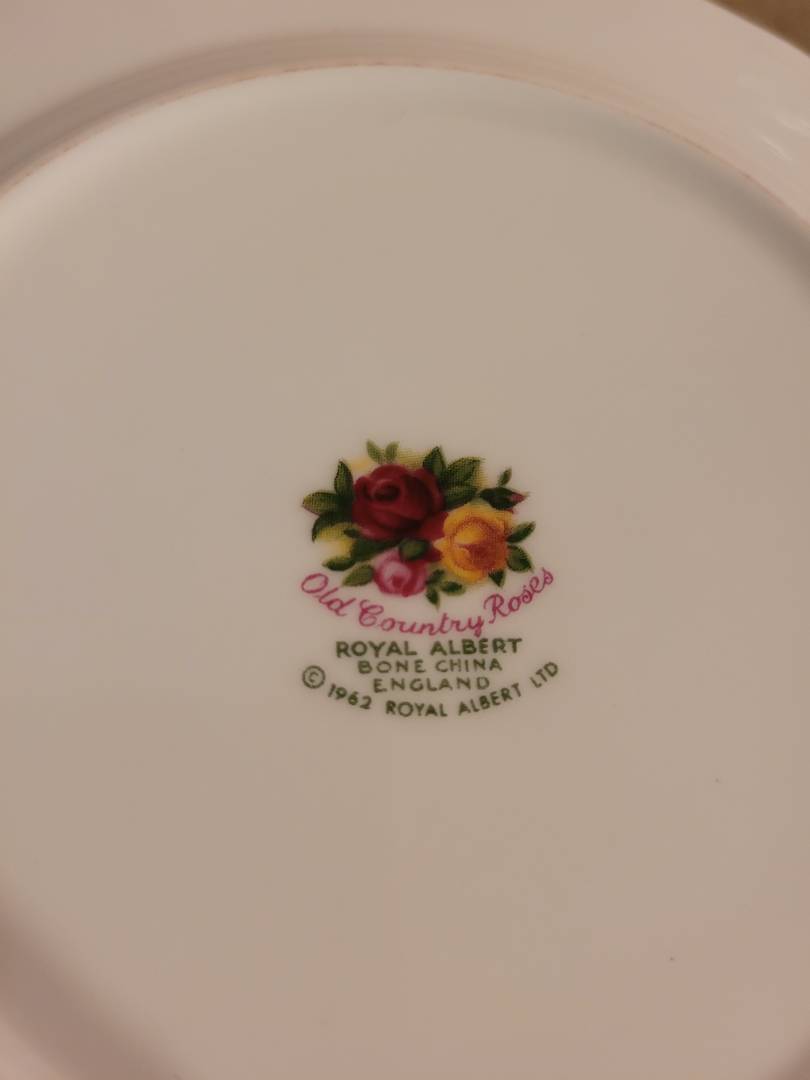 Old Country Roses
ROYAL ALBERT
BONE CHINA
ENGLAND
© 1962 ROYAL ALBERT LTD